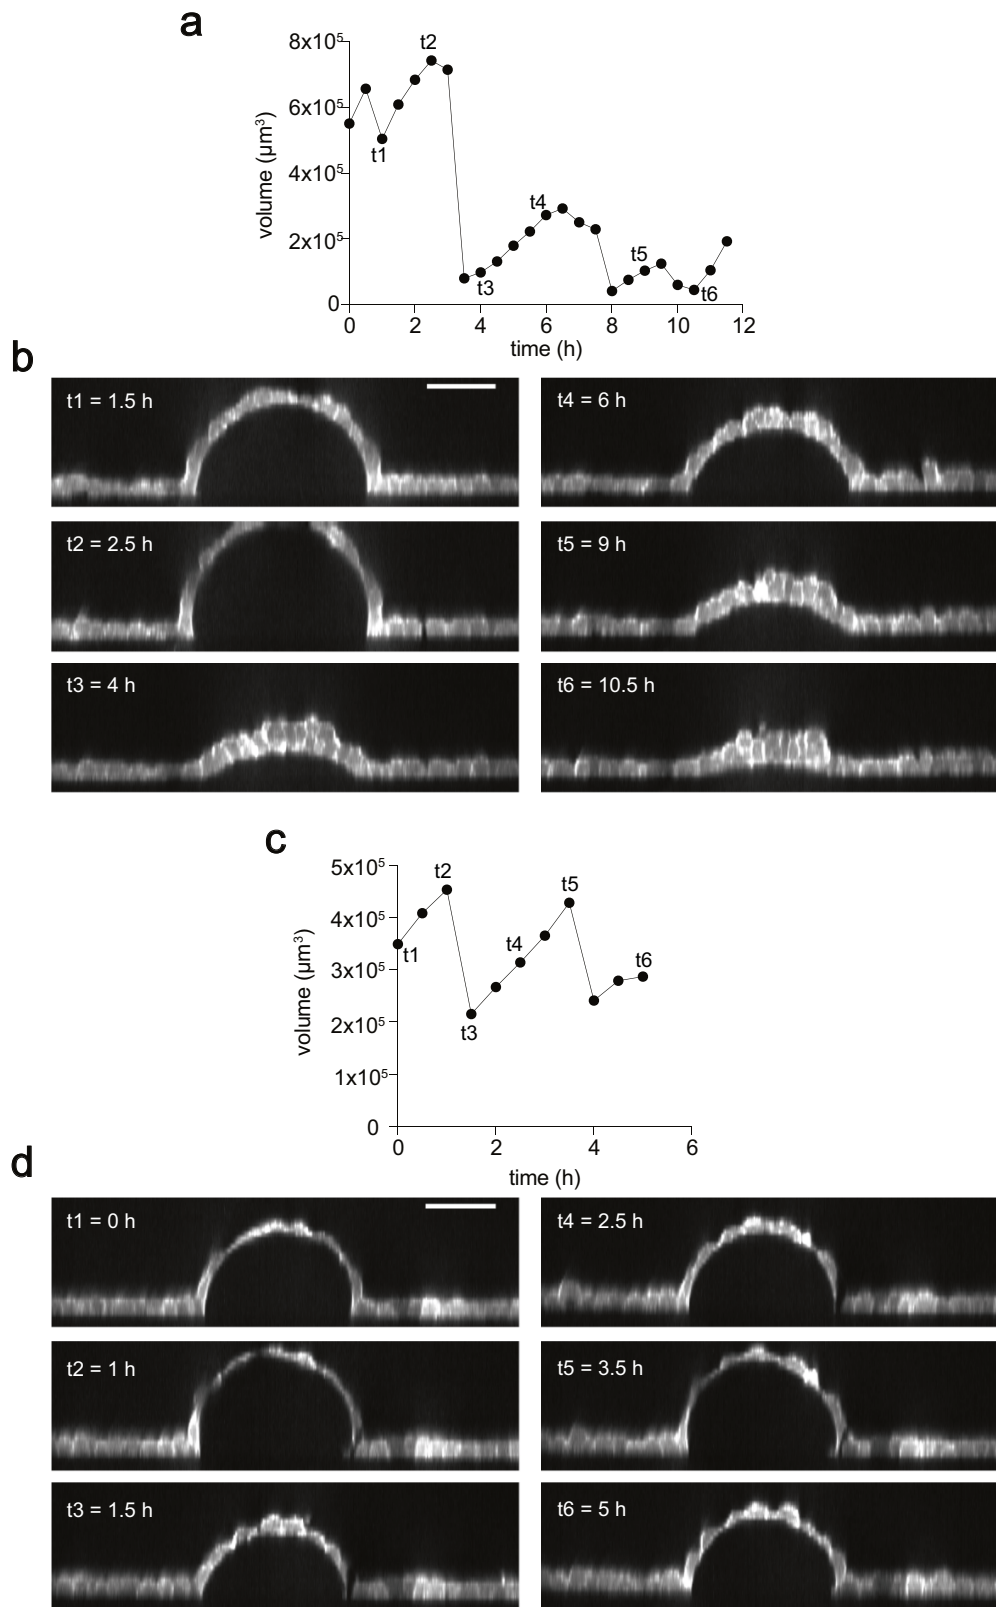 a
8x10⁵
6x10⁵
4x10⁵
2x10⁵
0
volume (µm³)
t1
t2
t3
t4
t5
t6
0 2 4 6 8 10 12
time (h)
b
t1 = 1.5 h
t4 = 6 h
t2 = 2.5 h
t5 = 9 h
t3 = 4 h
t6 = 10.5 h
c
5x10⁵
4x10⁵
3x10⁵
2x10⁵
1x10⁵
0
volume (µm³)
t1
t2
t3
t4
t5
t6
0 2 4 6
time (h)
d
t1 = 0 h
t4 = 2.5 h
t2 = 1 h
t5 = 3.5 h
t3 = 1.5 h
t6 = 5 h